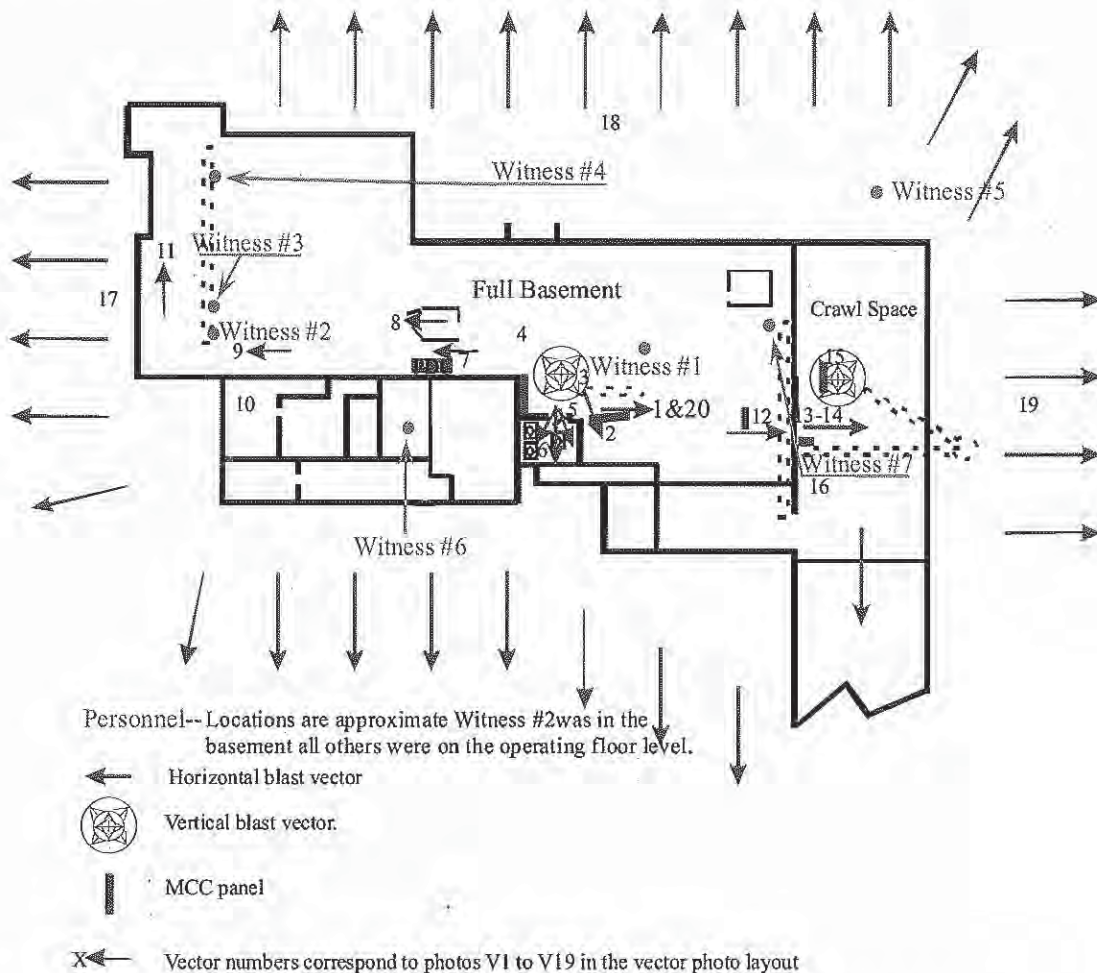 18
Witness #4
Witness #5
Witness #3
11
17
Full Basement
Crawl Space
Witness #2
8
4
9
7
Witness #1
3
15
10
5
1&20
2
12
13-14
19
6
Witness #7
16
Witness #6
Personnel-- Locations are approximate Witness #2was in the
basement all others were on the operating floor level.
Horizontal blast vector
Vertical blast vector.
MCC panel
X Vector numbers correspond to photos V1 to V19 in the vector photo layout